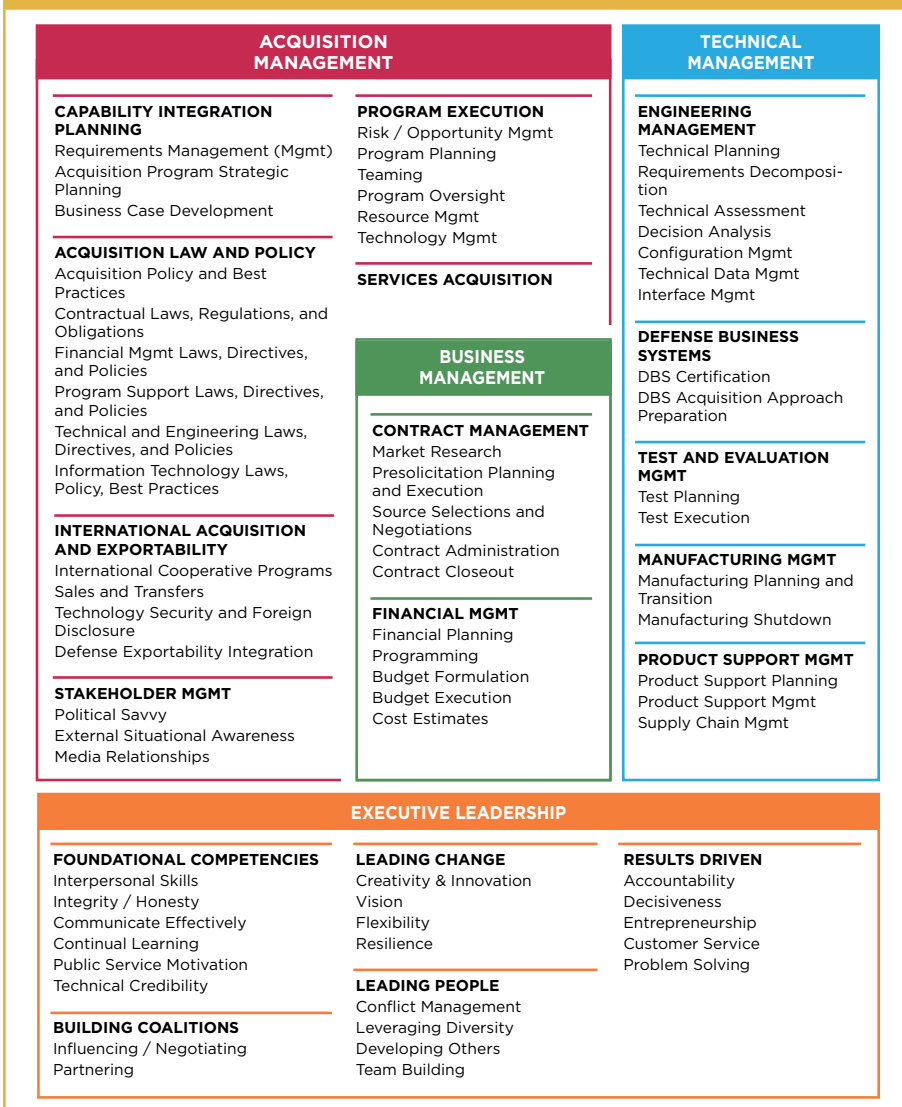 ACQUISITION
MANAGEMENT
CAPABILITY INTEGRATION
PLANNING
Requirements Management (Mgmt)
Acquisition Program Strategic
Planning
Business Case Development
ACQUISITION LAW AND POLICY
Acquisition Policy and Best
Practices
Contractual Laws, Regulations, and
Obligations
Financial Mgmt Laws, Directives,
and Policies
Program Support Laws, Directives,
and Policies
Technical and Engineering Laws,
Directives, and Policies
Information Technology Laws,
Policy, Best Practices
INTERNATIONAL ACQUISITION
AND EXPORTABILITY
International Cooperative Programs
Sales and Transfers
Technology Security and Foreign
Disclosure
Defense Exportability Integration
STAKEHOLDER MGMT
Political Savvy
External Situational Awareness
Media Relationships
PROGRAM EXECUTION
Risk / Opportunity Mgmt
Program Planning
Teaming
Program Oversight
Resource Mgmt
Technology Mgmt
SERVICES ACQUISITION
BUSINESS
MANAGEMENT
CONTRACT MANAGEMENT
Market Research
Presolicitation Planning
and Execution
Source Selections and
Negotiations
Contract Administration
Contract Closeout
FINANCIAL MGMT
Financial Planning
Programming
Budget Formulation
Budget Execution
Cost Estimates
TECHNICAL
MANAGEMENT
ENGINEERING
MANAGEMENT
Technical Planning
Requirements Decomposi-
tion
Technical Assessment
Decision Analysis
Configuration Mgmt
Technical Data Mgmt
Interface Mgmt
DEFENSE BUSINESS
SYSTEMS
DBS Certification
DBS Acquisition Approach
Preparation
TEST AND EVALUATION
MGMT
Test Planning
Test Execution
MANUFACTURING MGMT
Manufacturing Planning and
Transition
Manufacturing Shutdown
PRODUCT SUPPORT MGMT
Product Support Planning
Product Support Mgmt
Supply Chain Mgmt
EXECUTIVE LEADERSHIP
FOUNDATIONAL COMPETENCIES
Interpersonal Skills
Integrity / Honesty
Communicate Effectively
Continual Learning
Public Service Motivation
Technical Credibility
BUILDING COALITIONS
Influencing / Negotiating
Partnering
LEADING CHANGE
Creativity & Innovation
Vision
Flexibility
Resilience
LEADING PEOPLE
Conflict Management
Leveraging Diversity
Developing Others
Team Building
RESULTS DRIVEN
Accountability
Decisiveness
Entrepreneurship
Customer Service
Problem Solving